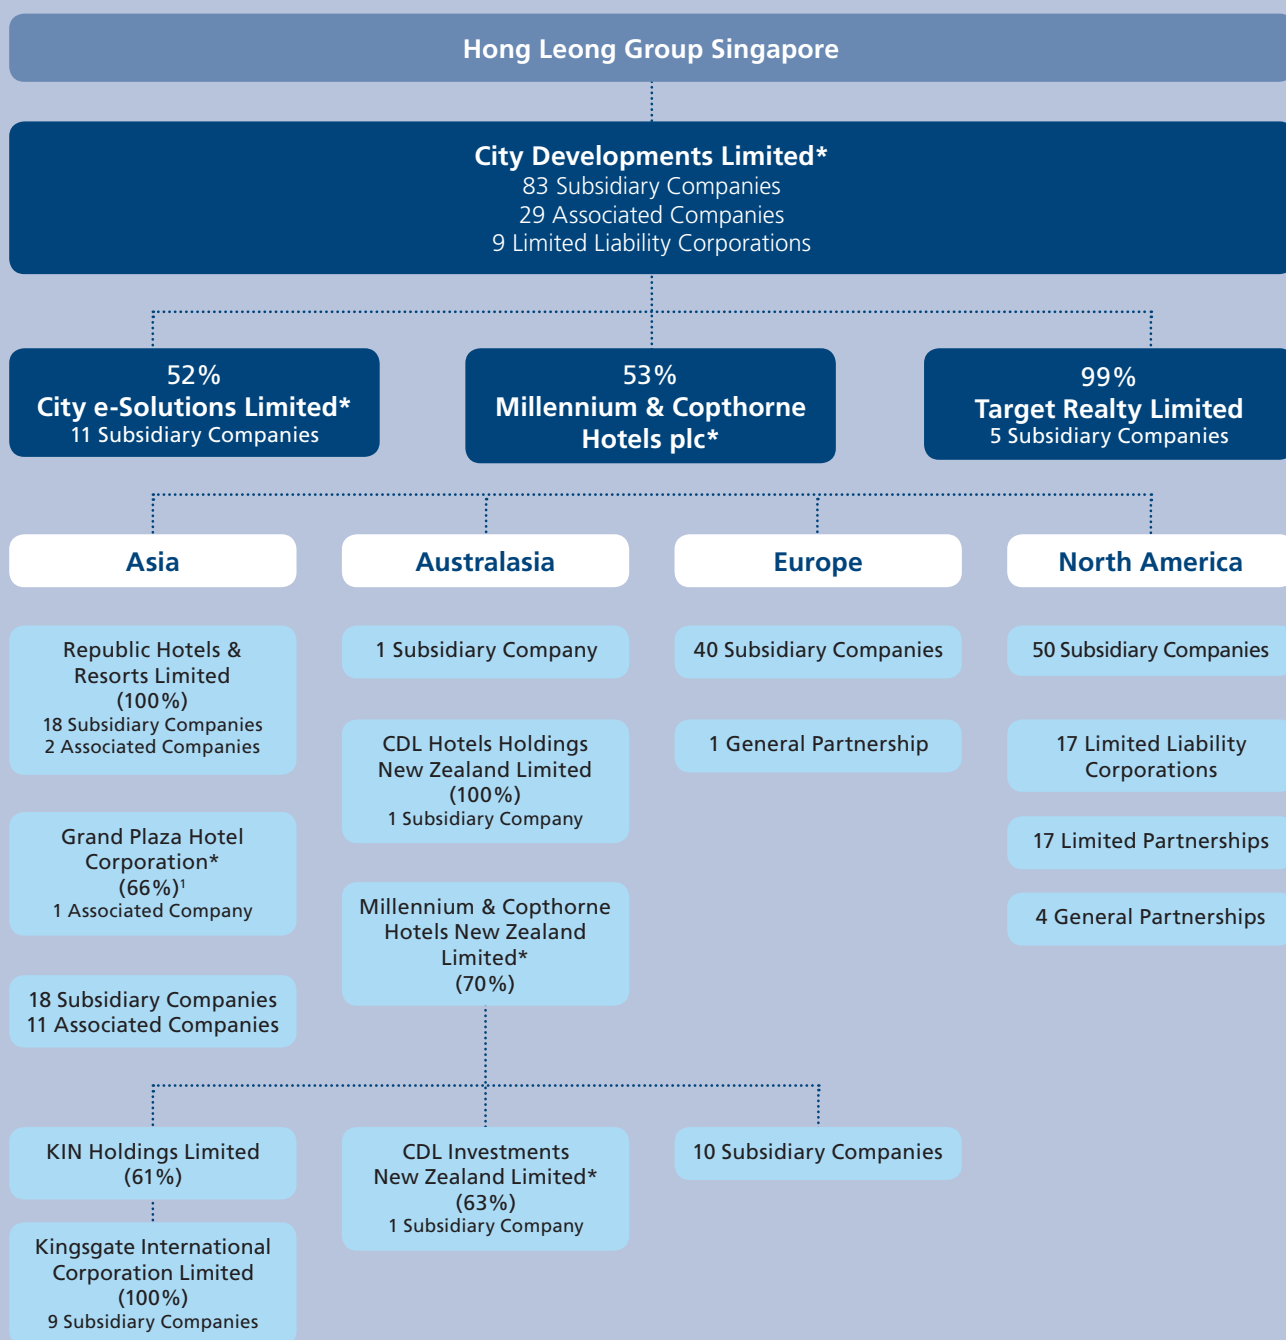 Hong Leong Group Singapore
City Developments Limited*
83 Subsidiary Companies
29 Associated Companies
9 Limited Liability Corporations
52%
City e-Solutions Limited*
11 Subsidiary Companies
53%
Millennium & Copthorne
Hotels plc*
99%
Target Realty Limited
5 Subsidiary Companies
Asia
Australasia
Europe
North America
Republic Hotels &
Resorts Limited
(100%)
18 Subsidiary Companies
2 Associated Companies
Grand Plaza Hotel
Corporation*
(66%)¹
1 Associated Company
18 Subsidiary Companies
11 Associated Companies
1 Subsidiary Company
CDL Hotels Holdings
New Zealand Limited
(100%)
1 Subsidiary Company
Millennium & Copthorne
Hotels New Zealand
Limited*
(70%)
40 Subsidiary Companies
1 General Partnership
50 Subsidiary Companies
17 Limited Liability
Corporations
17 Limited Partnerships
4 General Partnerships
KIN Holdings Limited
(61%)
Kingsgate International
Corporation Limited
(100%)
9 Subsidiary Companies
CDL Investments
New Zealand Limited*
(63%)
1 Subsidiary Company
10 Subsidiary Companies